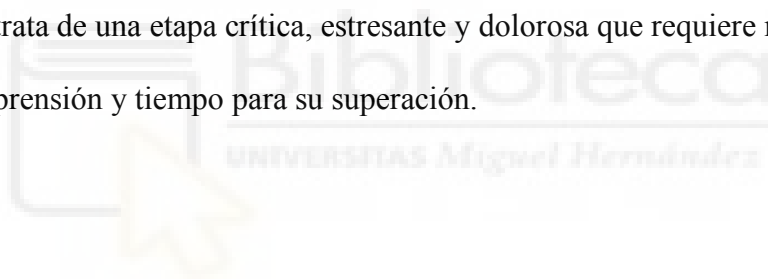 rata de una etapa crítica, estresante y dolorosa que requiere
prensión y tiempo para su superación.
Biblioteca
UNIVERSITAS Miguel Hernández